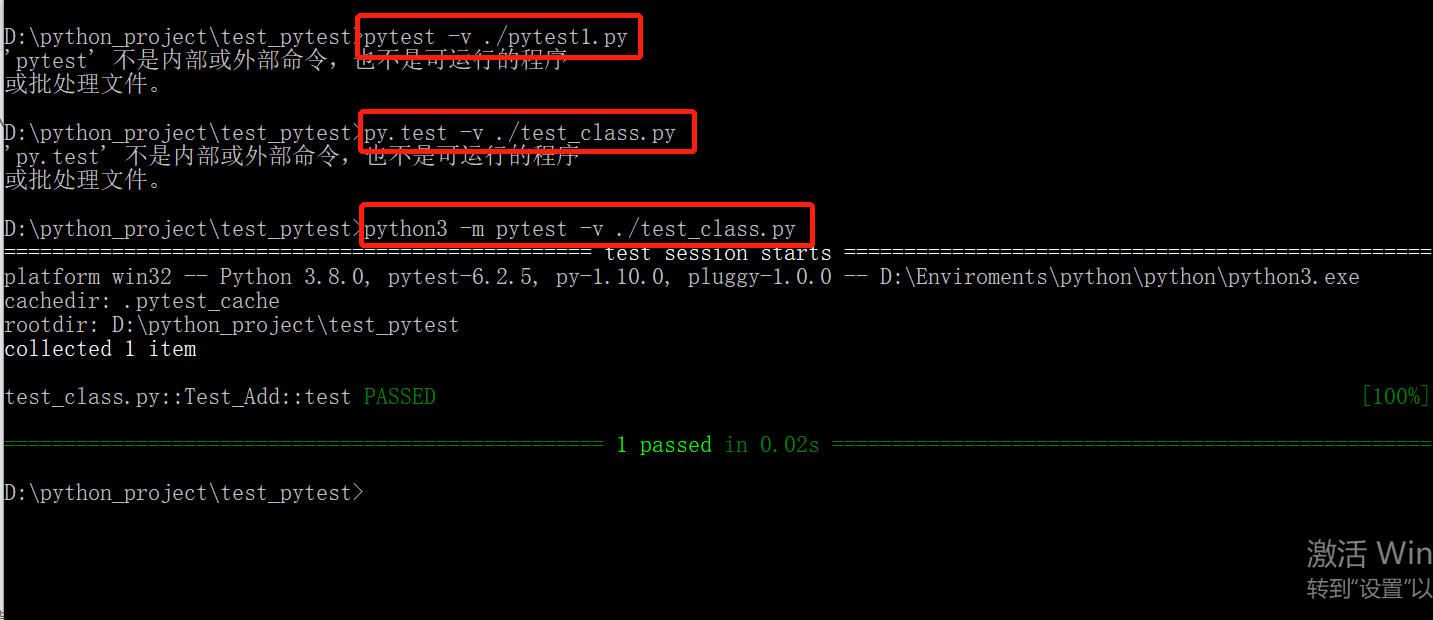 D:\python_project\test_pytest>pytest -v ./pytest1.py
'pytest' 不是内部或外部命令，也不是可运行的程序
或批处理文件。
D:\python_project\test_pytest>py.test -v ./test_class.py
'py.test' 不是内部或外部命令，也不是可运行的程序
或批处理文件。
D:\python_project\test_pytest>python3 -m pytest -v ./test_class.py
================================================= test session starts =================================================
platform win32 -- Python 3.8.0, pytest-6.2.5, py-1.10.0, pluggy-1.0.0 -- D:\Enviroments\python\python\python3.exe
cachedir: .pytest_cache
rootdir: D:\python_project\test_pytest
collected 1 item
test_class.py::Test_Add::test PASSED [100%]
================================================== 1 passed in 0.02s ==================================================
D:\python_project\test_pytest>
激活 Win
转到“设置”以